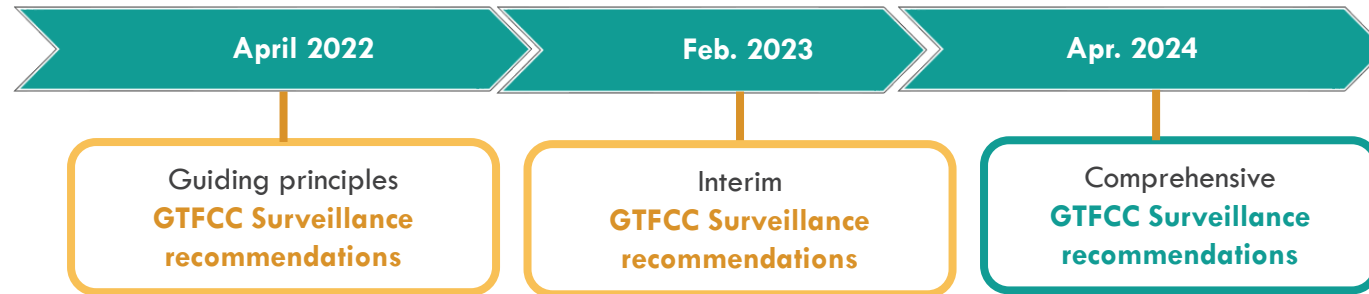 April 2022
Feb. 2023
Apr. 2024
Guiding principles
GTFCC Surveillance
recommendations
Interim
GTFCC Surveillance
recommendations
Comprehensive
GTFCC Surveillance
recommendations